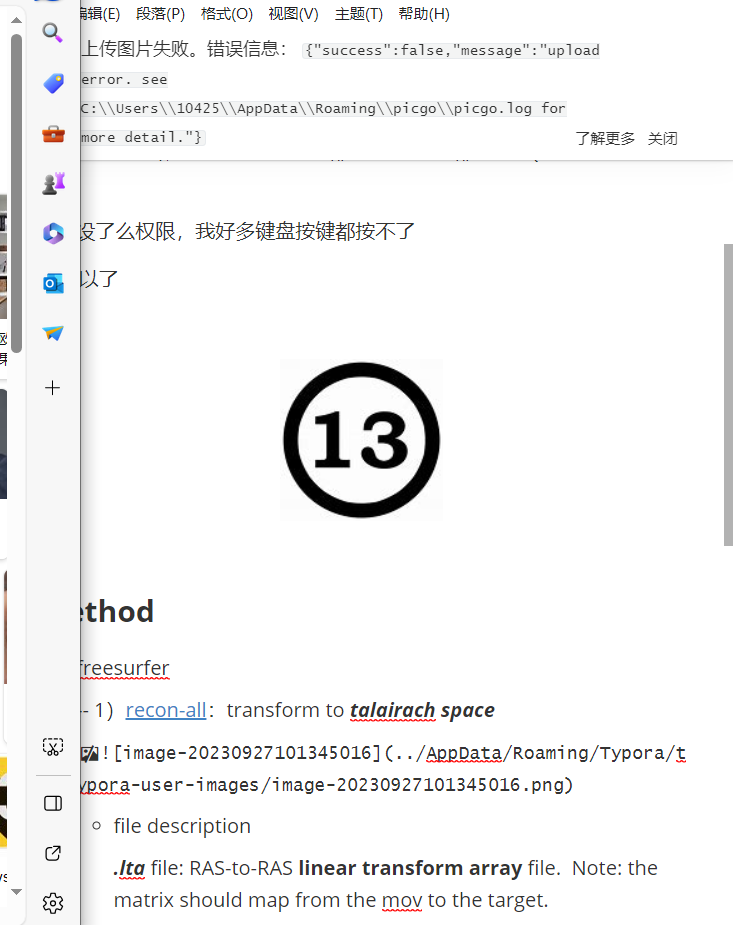 编辑(E) 段落(P) 格式(O) 视图(V) 主题(T) 帮助(H)
上传图片失败。错误信息： {"success":false,"message":"upload
error. see
C:\\Users\\10425\\AppData\\Roaming\\picgo\\picgo.log for
more detail."}
了解更多 关闭
没了么权限，我好多键盘按键都按不了
以了
13
ethod
freesurfer
1）recon-all：transform to talairach space
![image-20230927101345016](../AppData/Roaming/Typora/t
ypora-user-images/image-20230927101345016.png)
file description
.lta file: RAS-to-RAS linear transform array file. Note: the
matrix should map from the mov to the target.